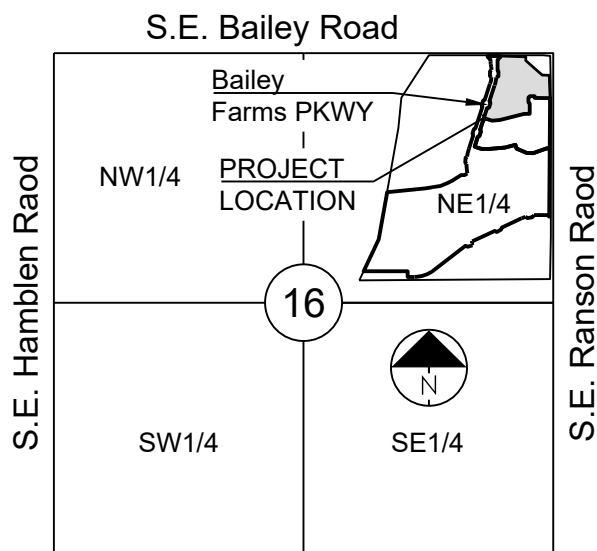 S.E. Bailey Road
Bailey
Farms PKWY
NW1/4
PROJECT
LOCATION
NE1/4
S.E. Hamblen Raod
16
S.E. Ranson Raod
N
SW1/4
SE1/4